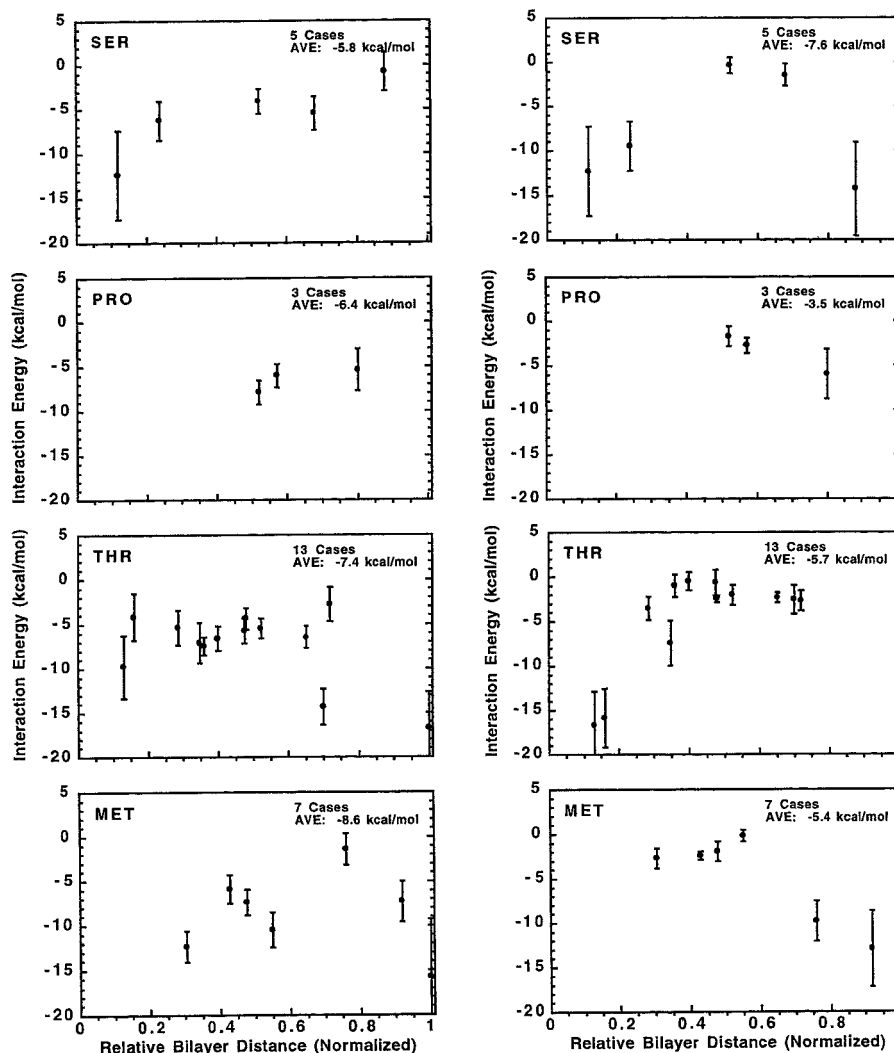 5
0
-5
-10
-15
-20
SER
5 Cases
AVE: -5.8 kcal/mol
5
0
-5
-10
-15
-20
SER
5 Cases
AVE: -7.6 kcal/mol
Interaction Energy (kcal/mol)
5
0
-5
-10
-15
-20
PRO
3 Cases
AVE: -6.4 kcal/mol
Interaction Energy (kcal/mol)
5
0
-5
-10
-15
-20
PRO
3 Cases
AVE: -3.5 kcal/mol
Interaction Energy (kcal/mol)
5
0
-5
-10
-15
-20
THR
13 Cases
AVE: -7.4 kcal/mol
Interaction Energy (kcal/mol)
5
0
-5
-10
-15
-20
THR
13 Cases
AVE: -5.7 kcal/mol
5
0
-5
-10
-15
-20
MET
7 Cases
AVE: -8.6 kcal/mol
0 0.2 0.4 0.6 0.8 1
Relative Bilayer Distance (Normalized)
5
0
-5
-10
-15
-20
MET
7 Cases
AVE: -5.4 kcal/mol
0 0.2 0.4 0.6 0.8
Relative Bilayer Distance (Normalized)